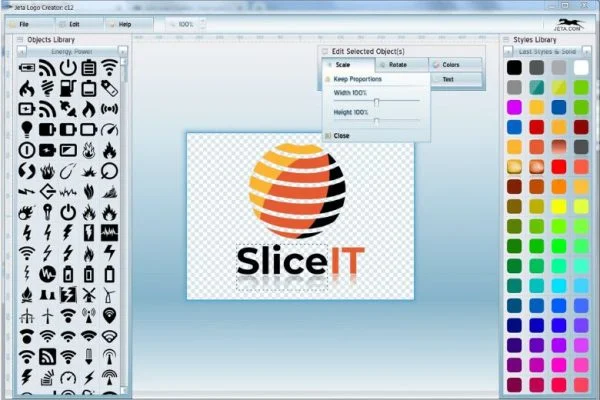 Jeta Logo Creator: c12
File
Edit
Help
100%
JETA.COM
Objects Library
Energy, Power
Edit Selected Object(s)
Scale
Rotate
Colors
Keep Proportions
Text
Width 100%
Height 100%
Close
SliceIT
Styles Library
Last Styles & Solid